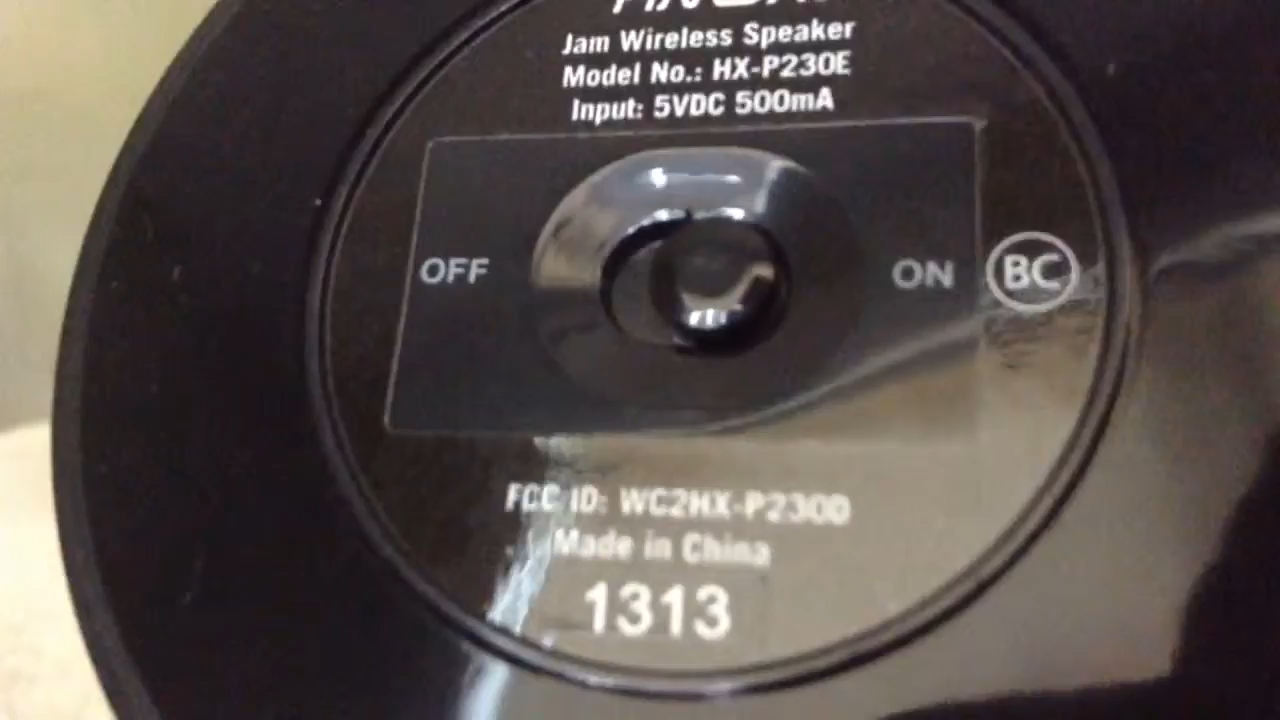 Jam Wireless Speaker
Model No.: HX-P230E
Input: 5VDC 500mA
OFF
ON
BC
FCC ID: WC2HX-P230D
Made in China
1313